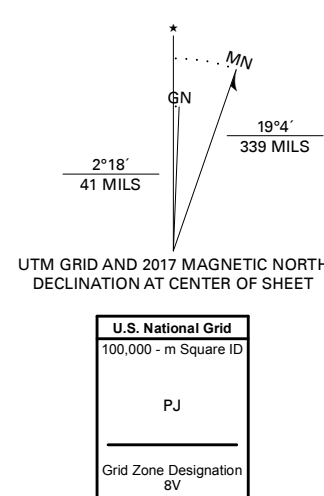 ★
MN
GN
19°4´
339 MILS
2°18´
41 MILS
UTM GRID AND 2017 MAGNETIC NORTH
DECLINATION AT CENTER OF SHEET
U.S. National Grid
100,000 - m Square ID
PJ
Grid Zone Designation
8V